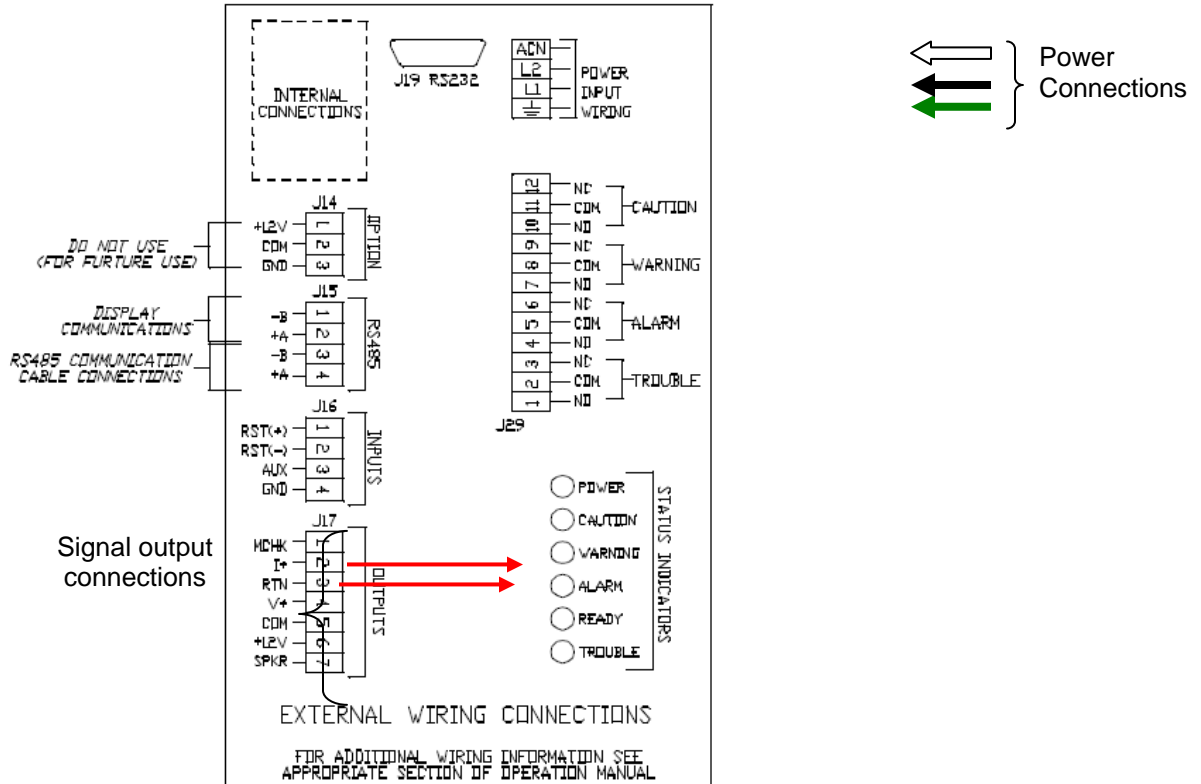 INTERNAL
CONNECTIONS
J19 RS232
ACN
L2
L1
POWER
INPUT
WIRING
Power
Connections
J14
+12V 1
COM 2
GND 3
OPTION
DO NOT USE
(FOR FURTURE USE)
J15
-B 1
+A 2
-B 3
+A 4
RS485
DISPLAY
COMMUNICATIONS
RS485 COMMUNICATION
CABLE CONNECTIONS
J16
RST(+) 1
RST(-) 2
AUX 3
GND 4
INPUTS
J17
MCHK 1
I+ 2
RTN 3
V+ 4
COM 5
+12V 6
SPKR 7
OUTPUTS
Signal output
connections
12 NC
11 COM
10 NO
CAUTION
9 NC
8 COM
7 NO
WARNING
6 NC
5 COM
4 NO
ALARM
3 NC
2 COM
1 NO
TROUBLE
J29
POWER
CAUTION
WARNING
ALARM
READY
TROUBLE
STATUS INDICATORS
EXTERNAL WIRING CONNECTIONS
FOR ADDITIONAL WIRING INFORMATION SEE
APPROPRIATE SECTION OF OPERATION MANUAL